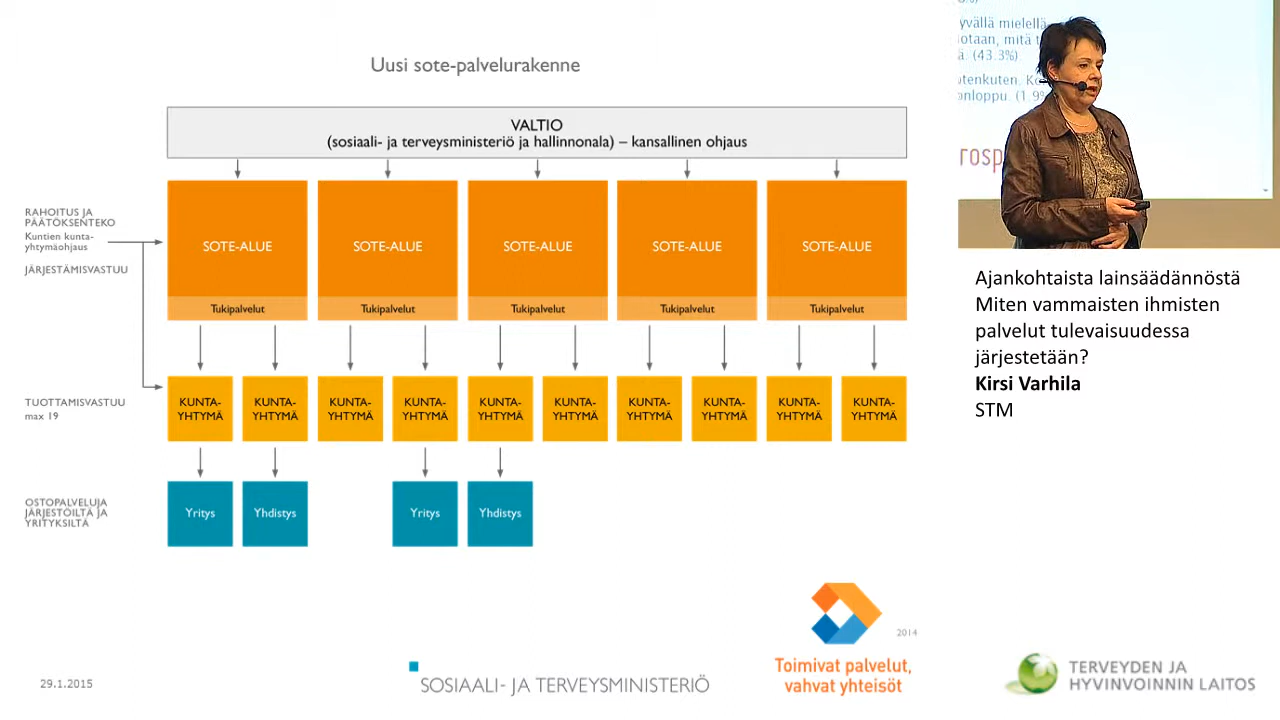 Uusi sote-palvelurakenne
VALTIO
(sosiaali- ja terveysministeriö ja hallinnonala) – kansallinen ohjaus
RAHOITUS JA
PÄÄTÖKSENTEKO
Kuntien kunta-
yhtymäohjaus
JÄRJESTÄMISVASTUU
SOTE-ALUE
SOTE-ALUE
SOTE-ALUE
SOTE-ALUE
SOTE-ALUE
Tukipalvelut
Tukipalvelut
Tukipalvelut
Tukipalvelut
Tukipalvelut
TUOTTAMISVASTUU
max 19
KUNTA-
YHTYMÄ
KUNTA-
YHTYMÄ
KUNTA-
YHTYMÄ
KUNTA-
YHTYMÄ
KUNTA-
YHTYMÄ
KUNTA-
YHTYMÄ
KUNTA-
YHTYMÄ
KUNTA-
YHTYMÄ
KUNTA-
YHTYMÄ
KUNTA-
YHTYMÄ
OSTOPALVELUJA
JÄRJESTÖILTÄ JA
YRITYKSILTÄ
Yritys
Yhdistys
Yritys
Yhdistys
29.1.2015
SOSIAALI- JA TERVEYSMINISTERIÖ
2014
Toimivat palvelut,
vahvat yhteisöt
mielellä
mitä
(43.3%)
Ajankohtaista lainsäädännöstä
Miten vammaisten ihmisten
palvelut tulevaisuudessa
järjestetään?
Kirsi Varhila
STM
TERVEYDEN JA
HYVINVOINNIN LAITOS